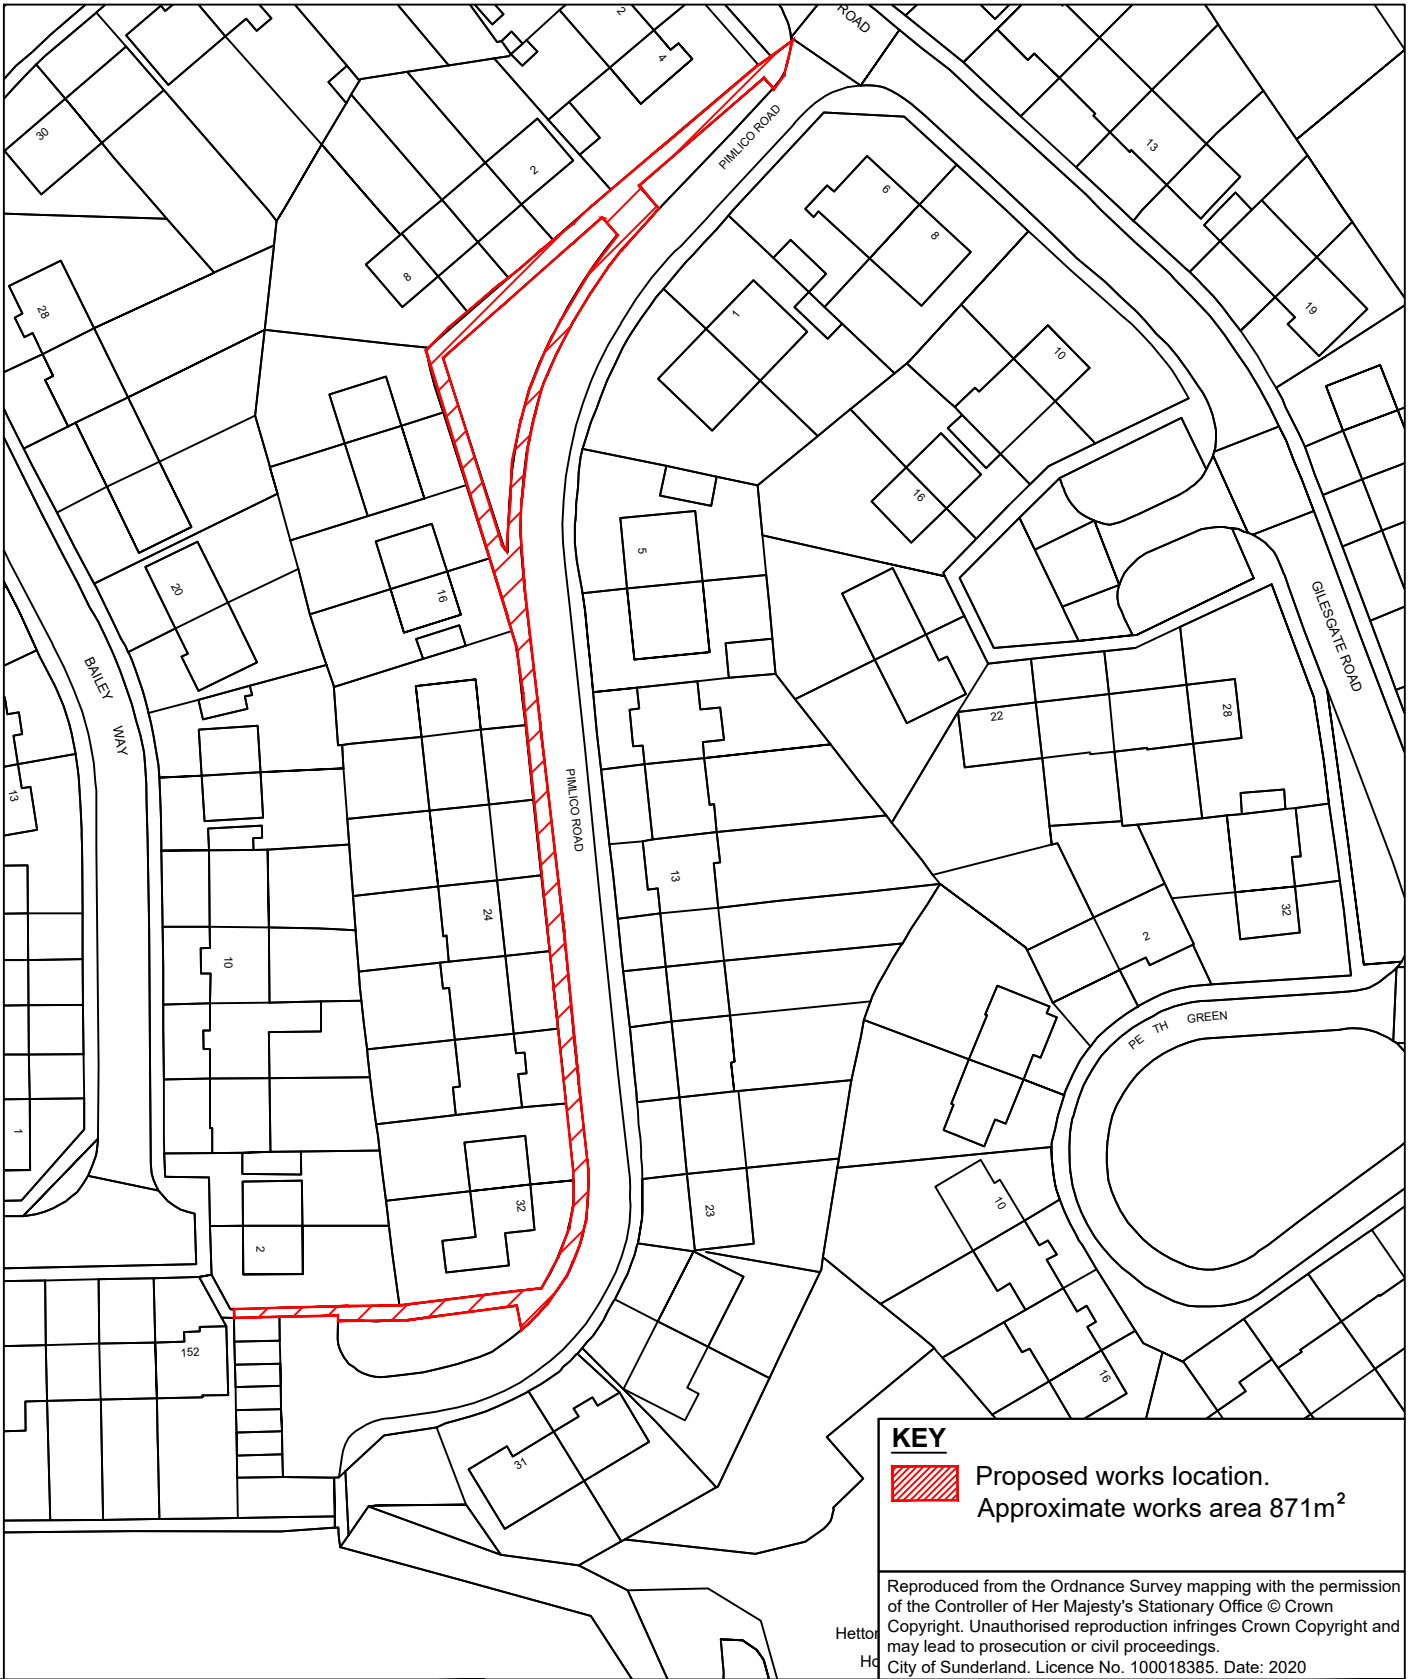 ROAD
2
4
30
PIMLICO ROAD
13
2
6
8
8
28
1
19
10
16
5
20
16
GILESGATE ROAD
BAILEY
WAY
22
28
13
PIMLICO ROAD
13
24
32
2
10
PE TH GREEN
1
32
23
10
2
152
16
31
KEY
Proposed works location.
Approximate works area 871m²
Reproduced from the Ordnance Survey mapping with the permission
of the Controller of Her Majesty's Stationary Office © Crown
Copyright. Unauthorised reproduction infringes Crown Copyright and
may lead to prosecution or civil proceedings.
City of Sunderland. Licence No. 100018385. Date: 2020
Hetton